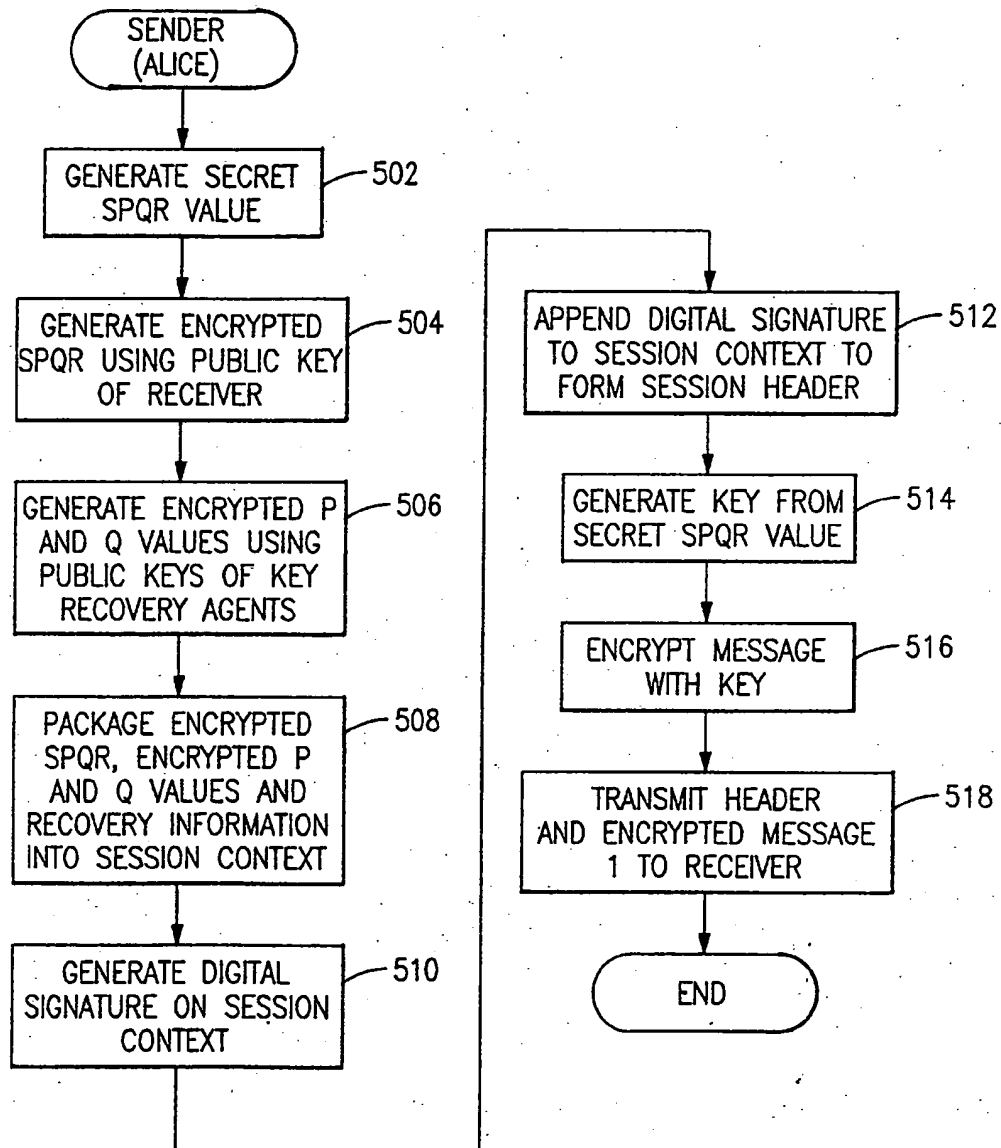 SENDER
(ALICE)
GENERATE SECRET
SPQR VALUE
502
GENERATE ENCRYPTED
SPQR USING PUBLIC KEY
OF RECEIVER
504
GENERATE ENCRYPTED P
AND Q VALUES USING
PUBLIC KEYS OF KEY
RECOVERY AGENTS
506
PACKAGE ENCRYPTED
SPQR, ENCRYPTED P
AND Q VALUES AND
RECOVERY INFORMATION
INTO SESSION CONTEXT
508
GENERATE DIGITAL
SIGNATURE ON SESSION
CONTEXT
510
APPEND DIGITAL SIGNATURE
TO SESSION CONTEXT TO
FORM SESSION HEADER
512
GENERATE KEY FROM
SECRET SPQR VALUE
514
ENCRYPT MESSAGE
WITH KEY
516
TRANSMIT HEADER
AND ENCRYPTED MESSAGE
1 TO RECEIVER
518
END